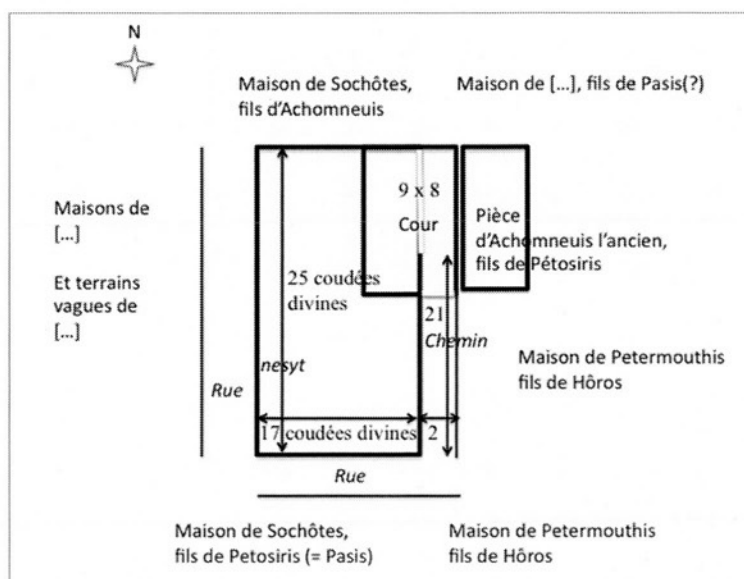 N
Maison de Sochôtes,
fils d'Achomneuis
Maison de [...], fils de Pasis(?)
Maisons de
[...]
Et terrains
vagues de
[...]
9 x 8
Cour
Pièce
d'Achomneuis l'ancien,
fils de Pétosiris
25 coudées
divines
21
Chemin
nesyt
Rue
Maison de Petermouthis
fils de Hôros
17 coudées divines
2
Rue
Maison de Sochôtes,
fils de Petosiris (= Pasis)
Maison de Petermouthis
fils de Hôros